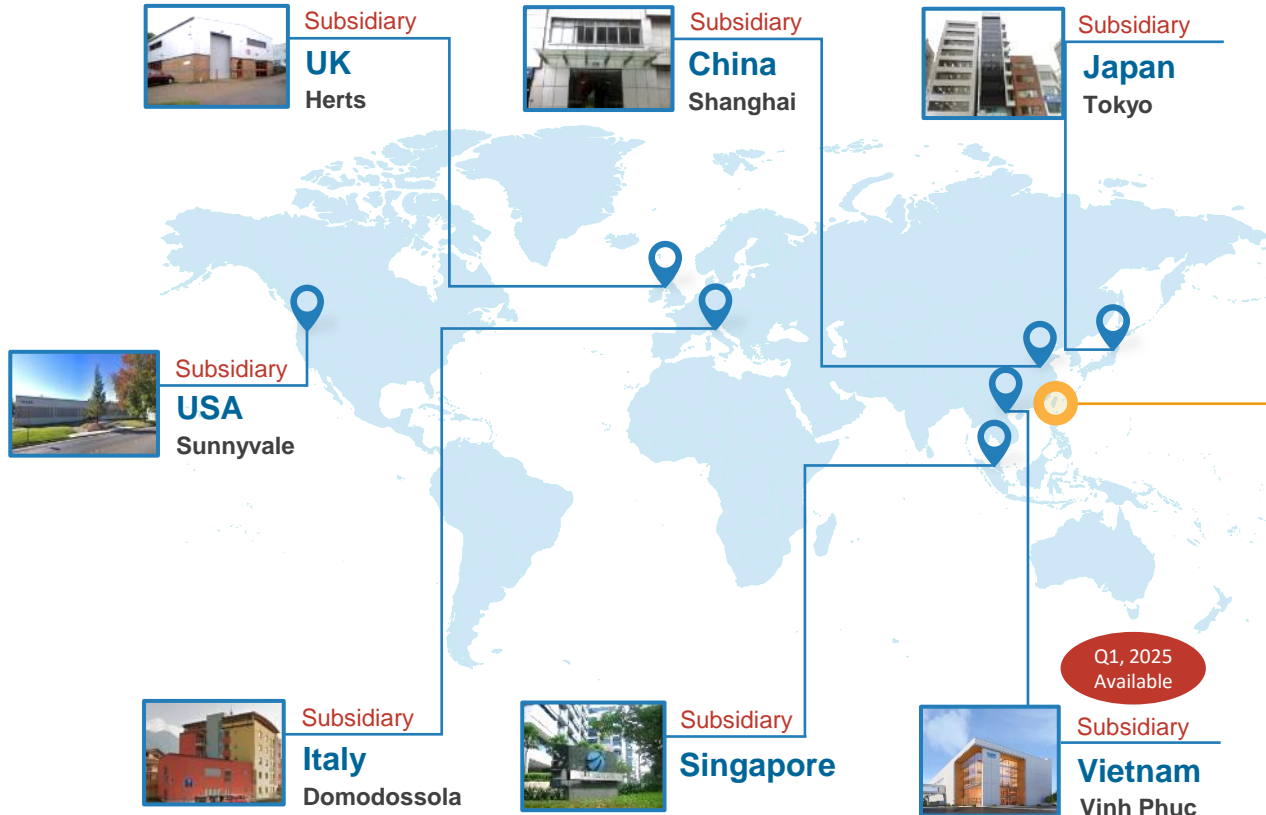 Subsidiary
UK
Herts
Subsidiary
China
Shanghai
Subsidiary
Japan
Tokyo
Subsidiary
USA
Sunnyvale
Q1, 2025
Available
Subsidiary
Italy
Domodossola
Subsidiary
Singapore
Subsidiary
Vietnam
Vinh Phuc